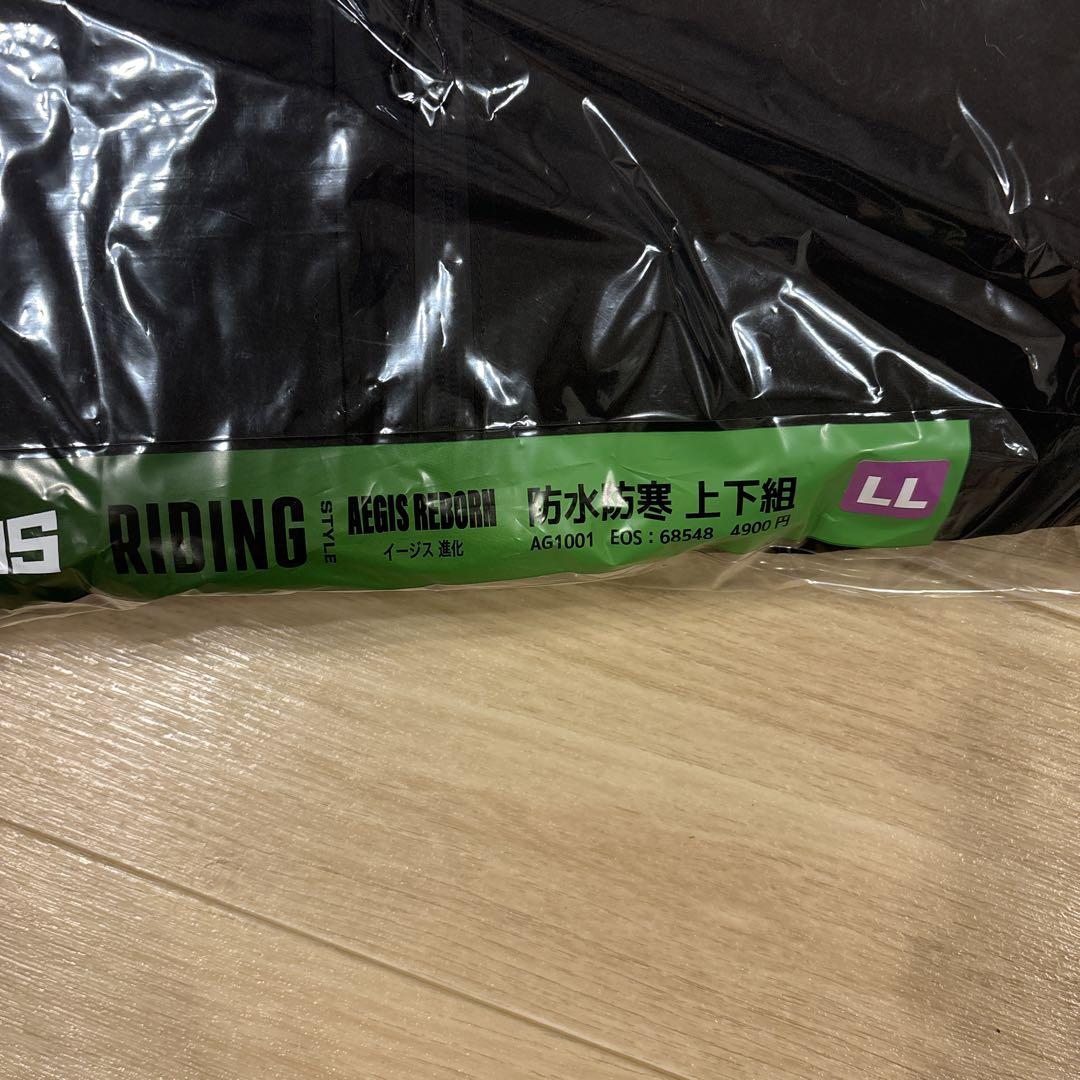 RIDING STYLE
AEGIS REBORN
イージス 進化
防水防寒 上下組
AG1001 EOS : 68548 4900円
LL